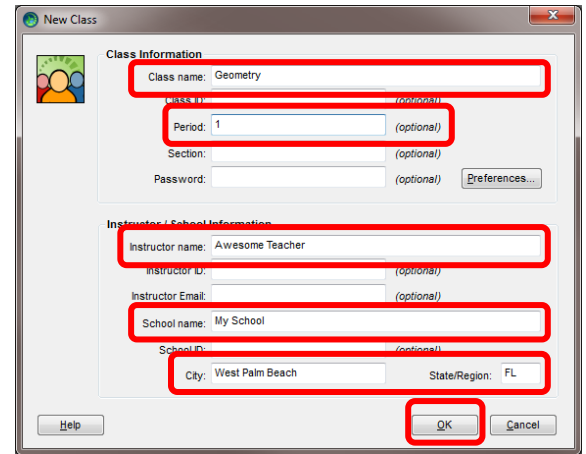 New Class
Class Information
Class name: Geometry
Class ID: (optional)
Period: 1 (optional)
Section: (optional)
Password: (optional) Preferences...
Instructor / School Information
Instructor name: Awesome Teacher
Instructor ID: (optional)
Instructor Email: (optional)
School name: My School
School ID: (optional)
City: West Palm Beach State/Region: FL
Help OK Cancel